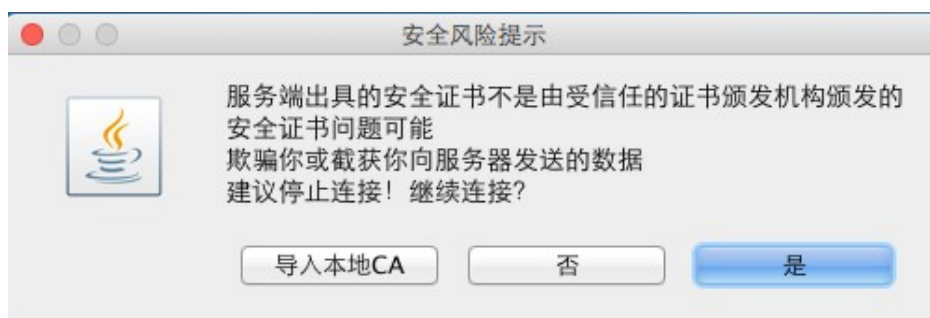 安全风险提示
服务端出具的安全证书不是由受信任的证书颁发机构颁发的
安全证书问题可能
欺骗你或截获你向服务器发送的数据
建议停止连接！继续连接?
导入本地CA
否
是